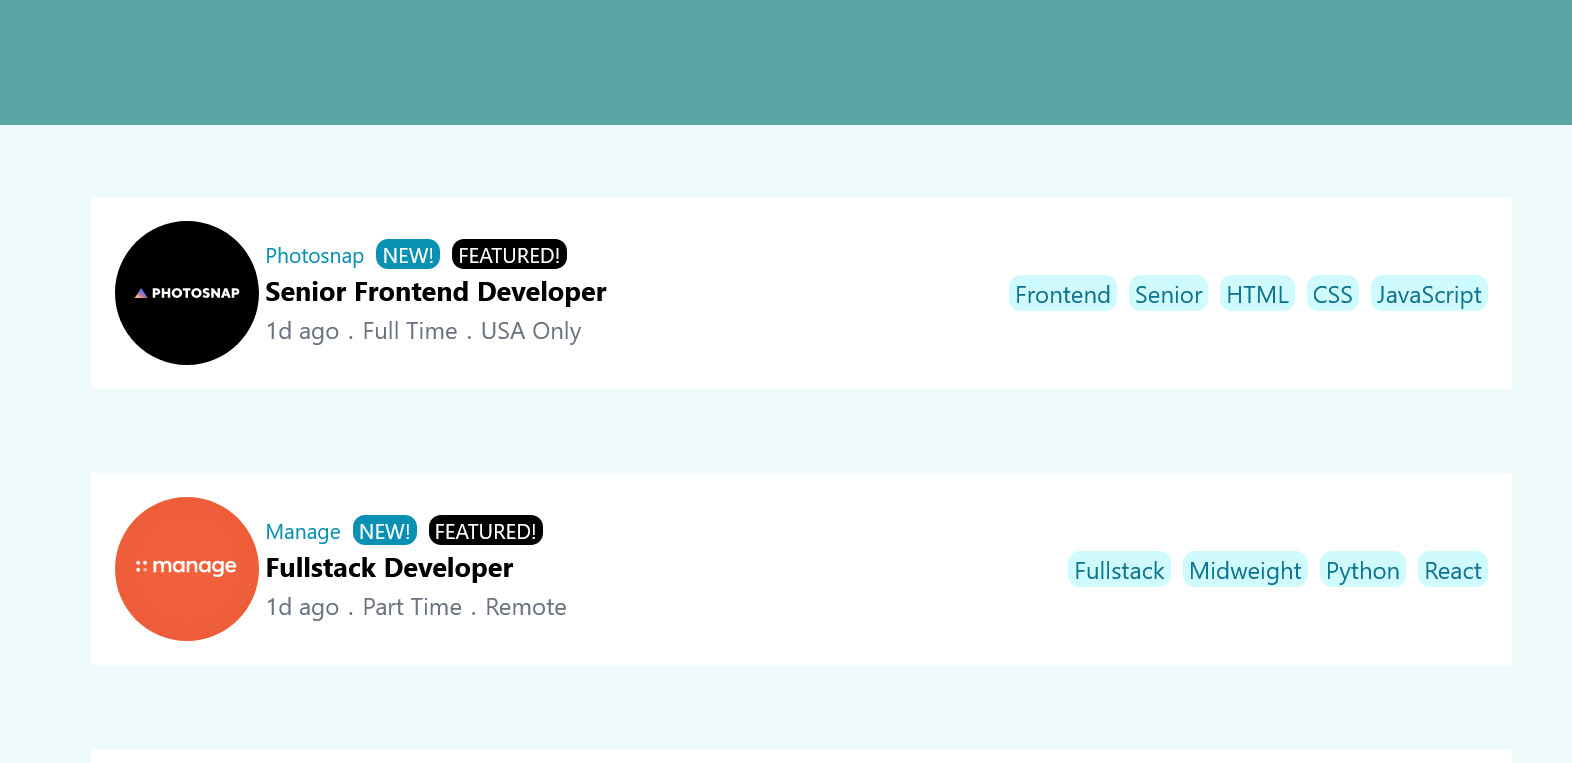 PHOTOSNAP
Photosnap NEW! FEATURED!
Senior Frontend Developer
1d ago . Full Time . USA Only
Frontend Senior HTML CSS JavaScript
manage
Manage NEW! FEATURED!
Fullstack Developer
1d ago . Part Time . Remote
Fullstack Midweight Python React